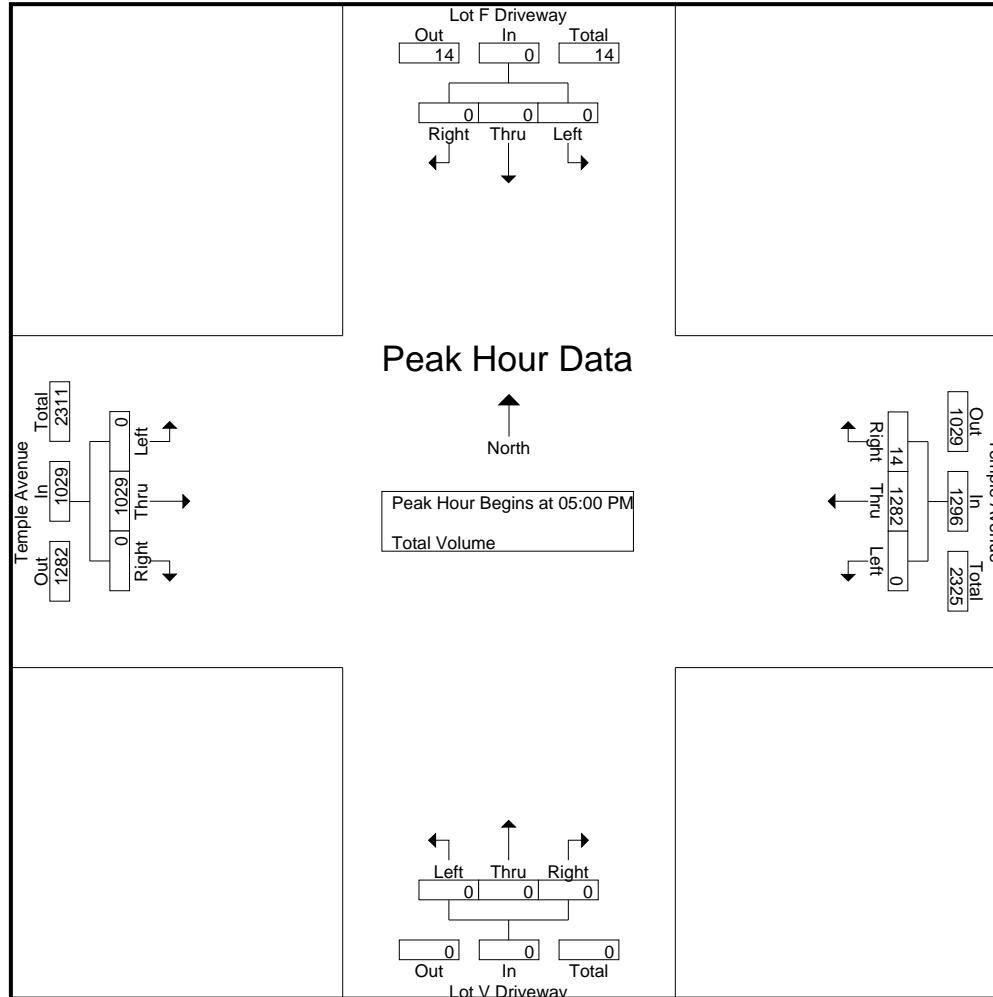 Lot F Driveway
Out In Total
14 0 14
0 0 0
Right Thru Left
Peak Hour Data
North
Peak Hour Begins at 05:00 PM
Total Volume
Temple Avenue
Out In Total
1282 1029 2311
Left Thru Right
0 1029 0
Out In Total
1029 1296 2325
Right Thru Left
14 1282 0
Left Thru Right
0 0 0
0 0 0
Out In Total
Lot V Driveway